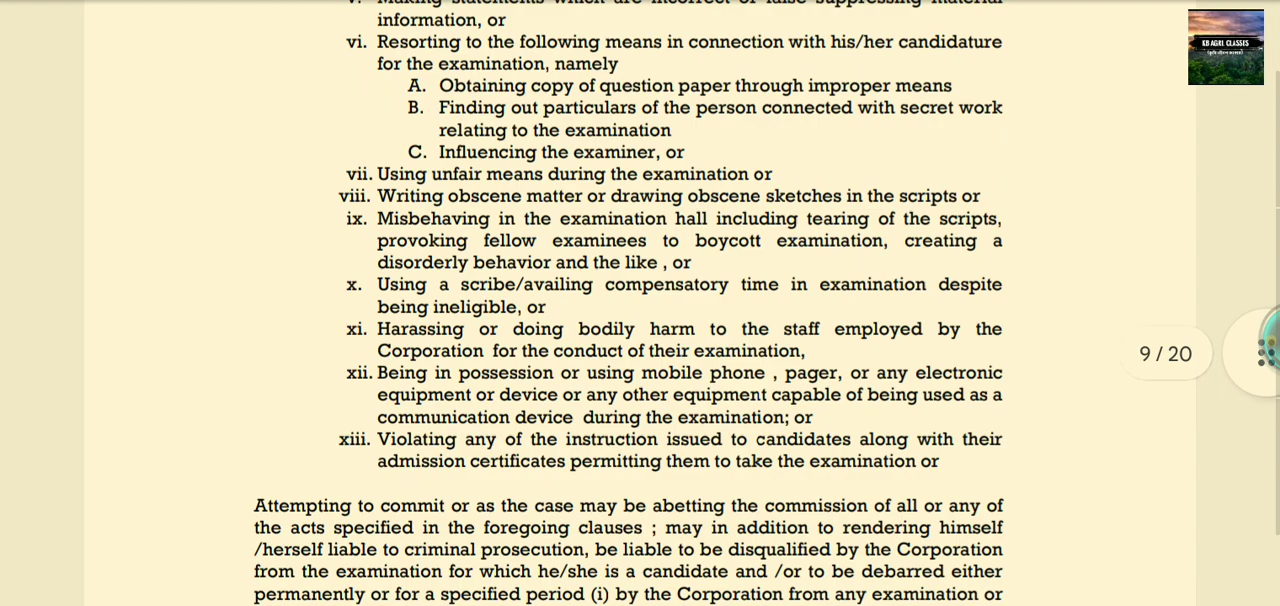 v. Making statements which are incorrect or false suppressing material
information, or
vi. Resorting to the following means in connection with his/her candidature
for the examination, namely
A. Obtaining copy of question paper through improper means
B. Finding out particulars of the person connected with secret work
relating to the examination
C. Influencing the examiner, or
vii. Using unfair means during the examination or
viii. Writing obscene matter or drawing obscene sketches in the scripts or
ix. Misbehaving in the examination hall including tearing of the scripts,
provoking fellow examinees to boycott examination, creating a
disorderly behavior and the like , or
x. Using a scribe/availing compensatory time in examination despite
being ineligible, or
xi. Harassing or doing bodily harm to the staff employed by the
Corporation for the conduct of their examination,
xii. Being in possession or using mobile phone , pager, or any electronic
equipment or device or any other equipment capable of being used as a
communication device during the examination; or
xiii. Violating any of the instruction issued to candidates along with their
admission certificates permitting them to take the examination or
Attempting to commit or as the case may be abetting the commission of all or any of
the acts specified in the foregoing clauses ; may in addition to rendering himself
/herself liable to criminal prosecution, be liable to be disqualified by the Corporation
from the examination for which he/she is a candidate and /or to be debarred either
permanently or for a specified period (i) by the Corporation from any examination or
KB AGRI CLASSES
9 / 20